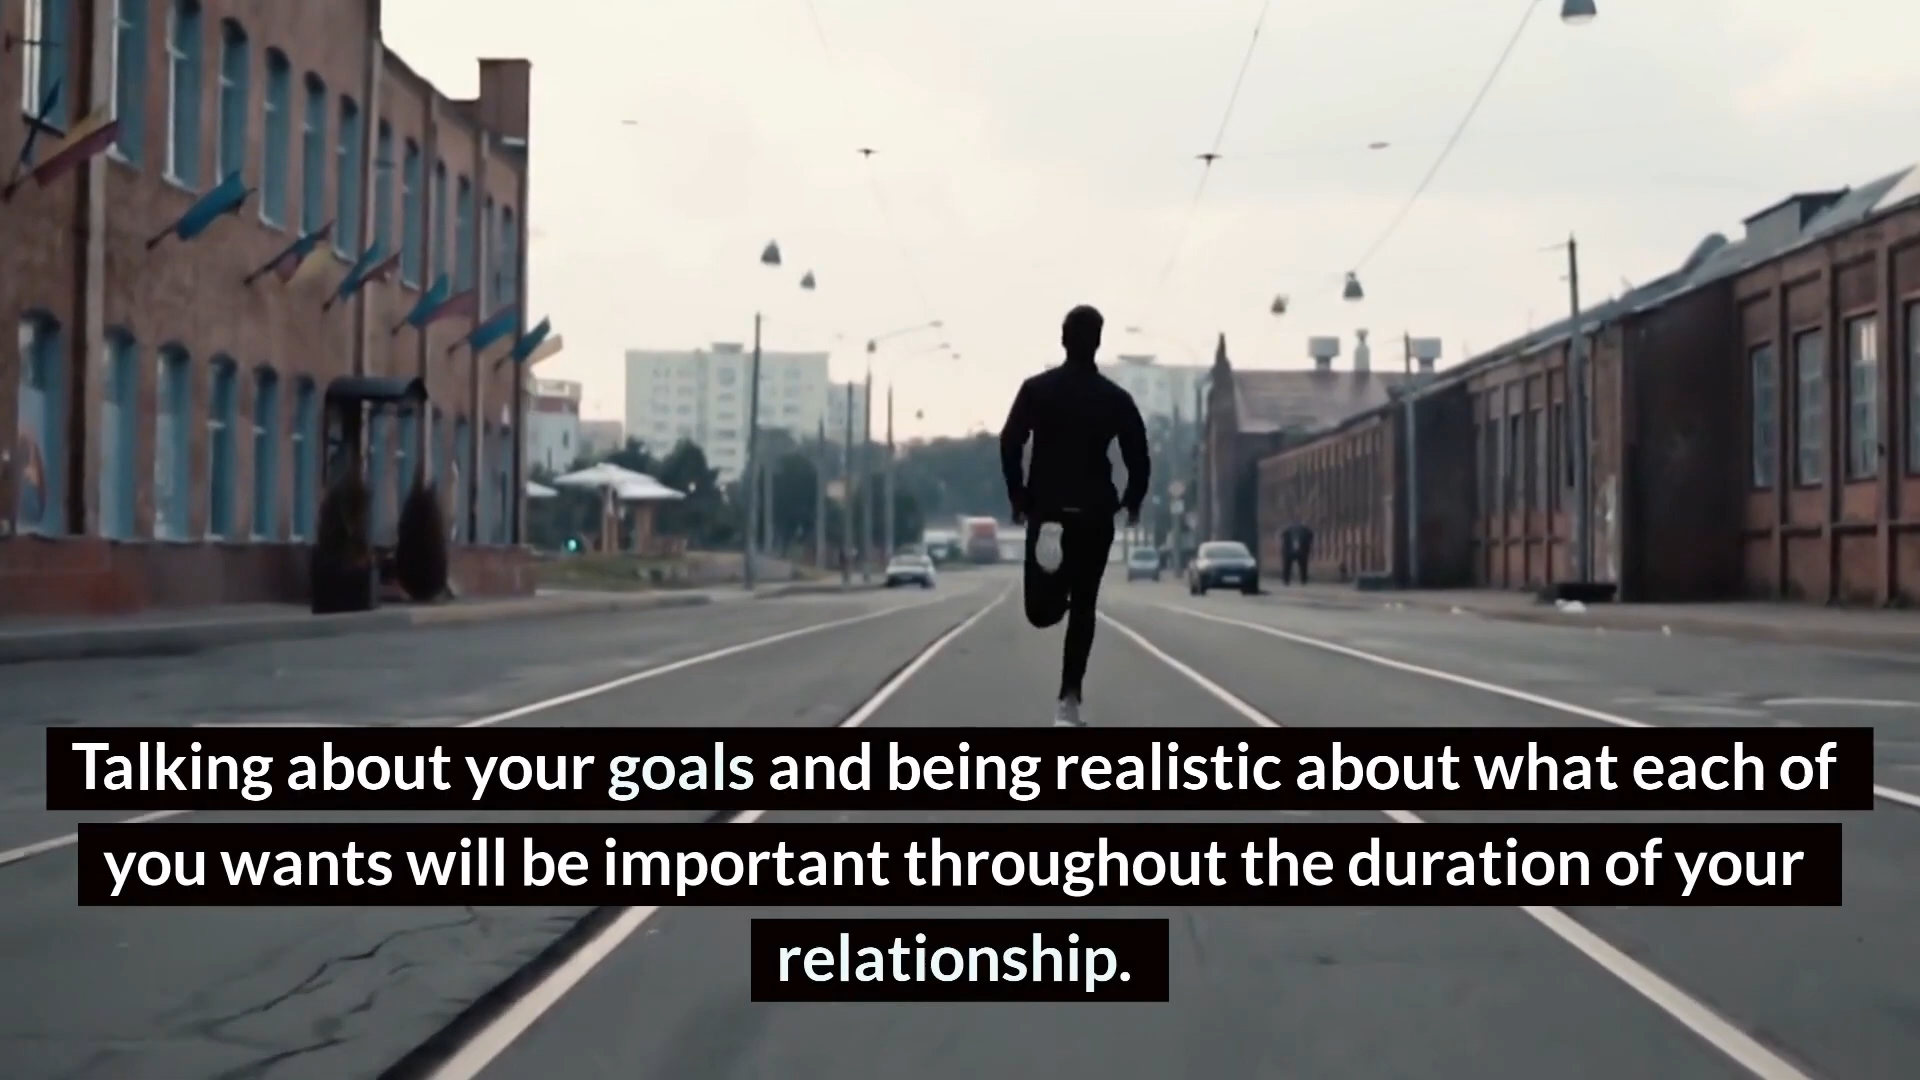 Talking about your goals and being realistic about what each of
you wants will be important throughout the duration of your
relationship.